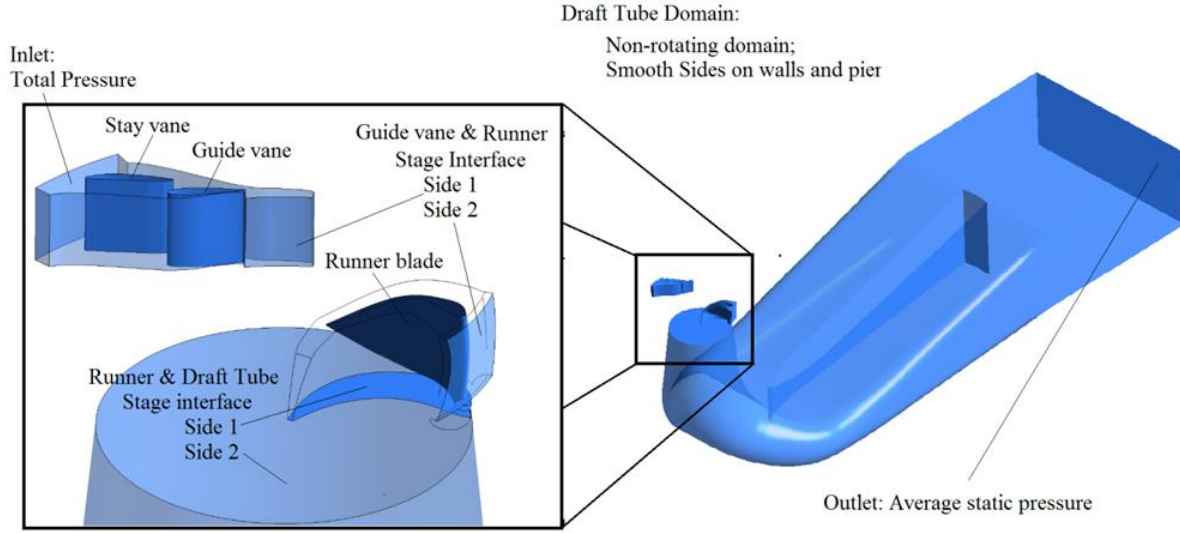 Draft Tube Domain:
Non-rotating domain;
Smooth Sides on walls and pier
Inlet:
Total Pressure
Stay vane
Guide vane
Guide vane & Runner
Stage Interface
Side 1
Side 2
Runner blade
Runner & Draft Tube
Stage interface
Side 1
Side 2
Outlet: Average static pressure